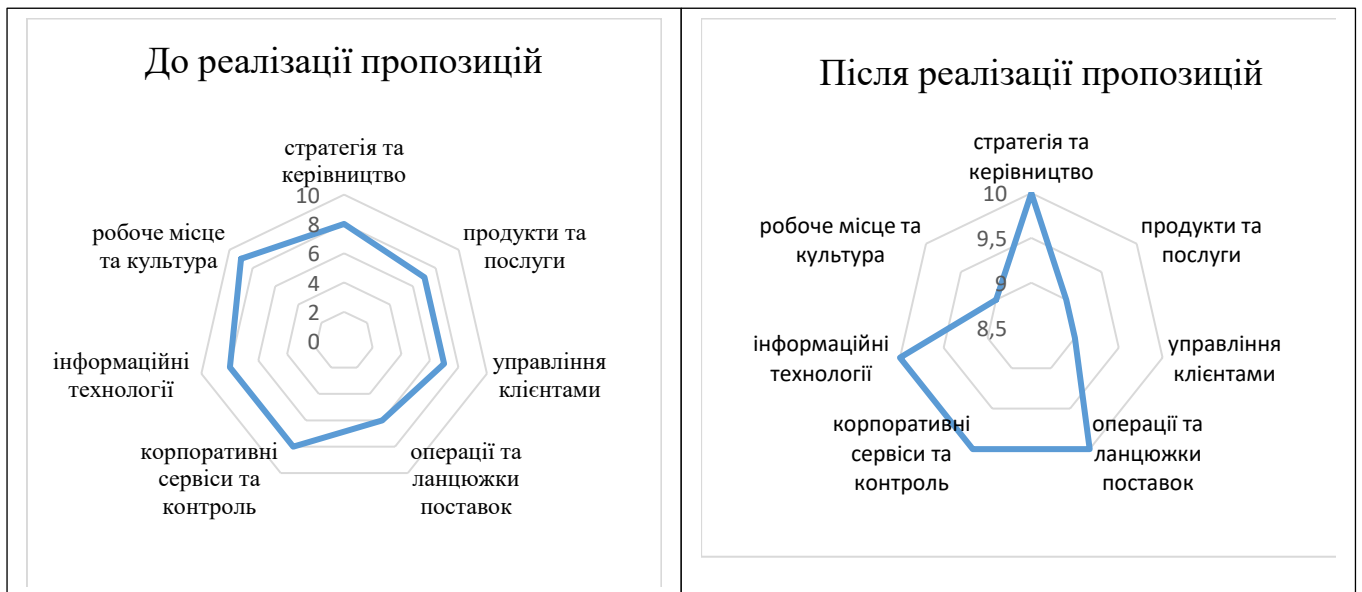 До реалізації пропозицій
стратегія та
керівництво
10
8
6
4
2
0
продукти та
послуги
управління
клієнтами
операції та
ланцюжки
поставок
корпоративні
сервіси та
контроль
інформаційні
технології
робоче місце
та культура
Після реалізації пропозицій
стратегія та
керівництво
10
9,5
9
8,5
продукти та
послуги
управління
клієнтами
операції та
ланцюжки
поставок
корпоративні
сервіси та
контроль
інформаційні
технології
робоче місце та
культура